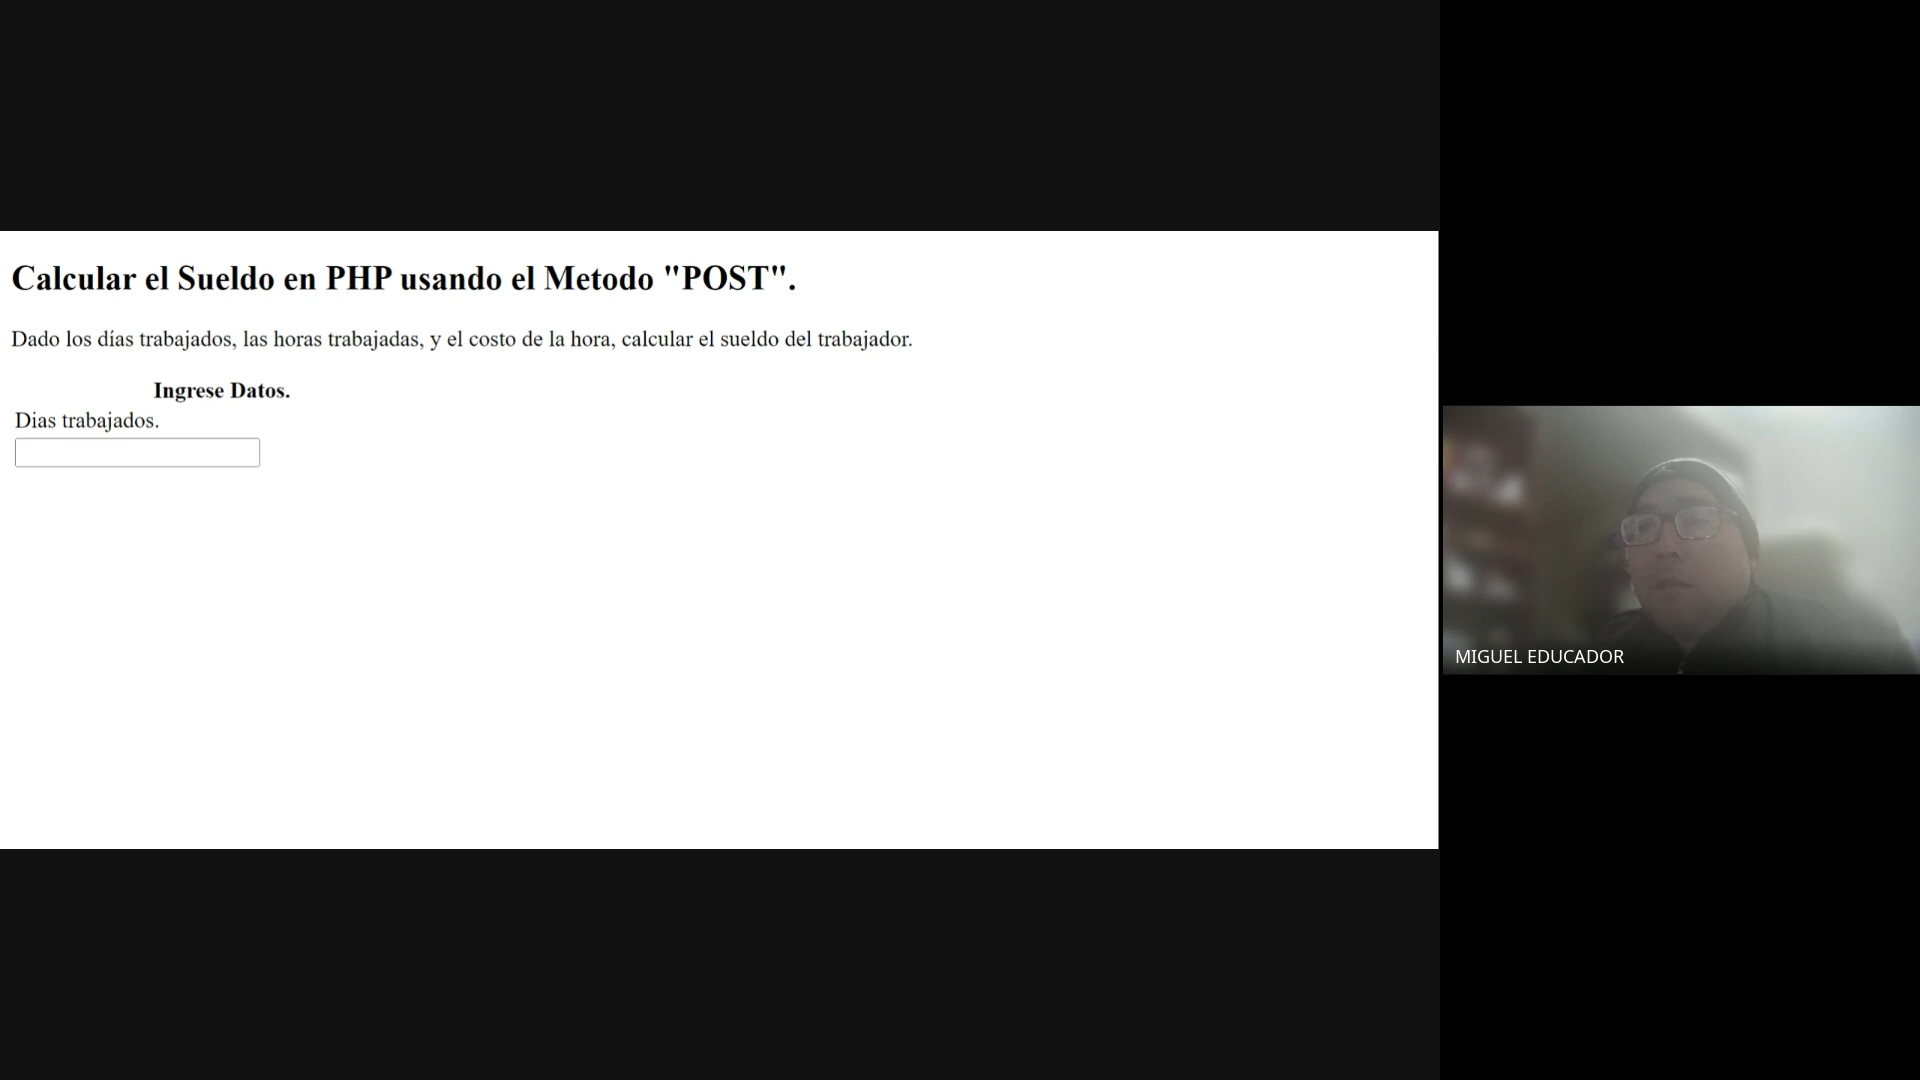 Calcular el Sueldo en PHP usando el Metodo "POST".
Dado los días trabajados, las horas trabajadas, y el costo de la hora, calcular el sueldo del trabajador.
Ingrese Datos.
Dias trabajados.
MIGUEL EDUCADOR